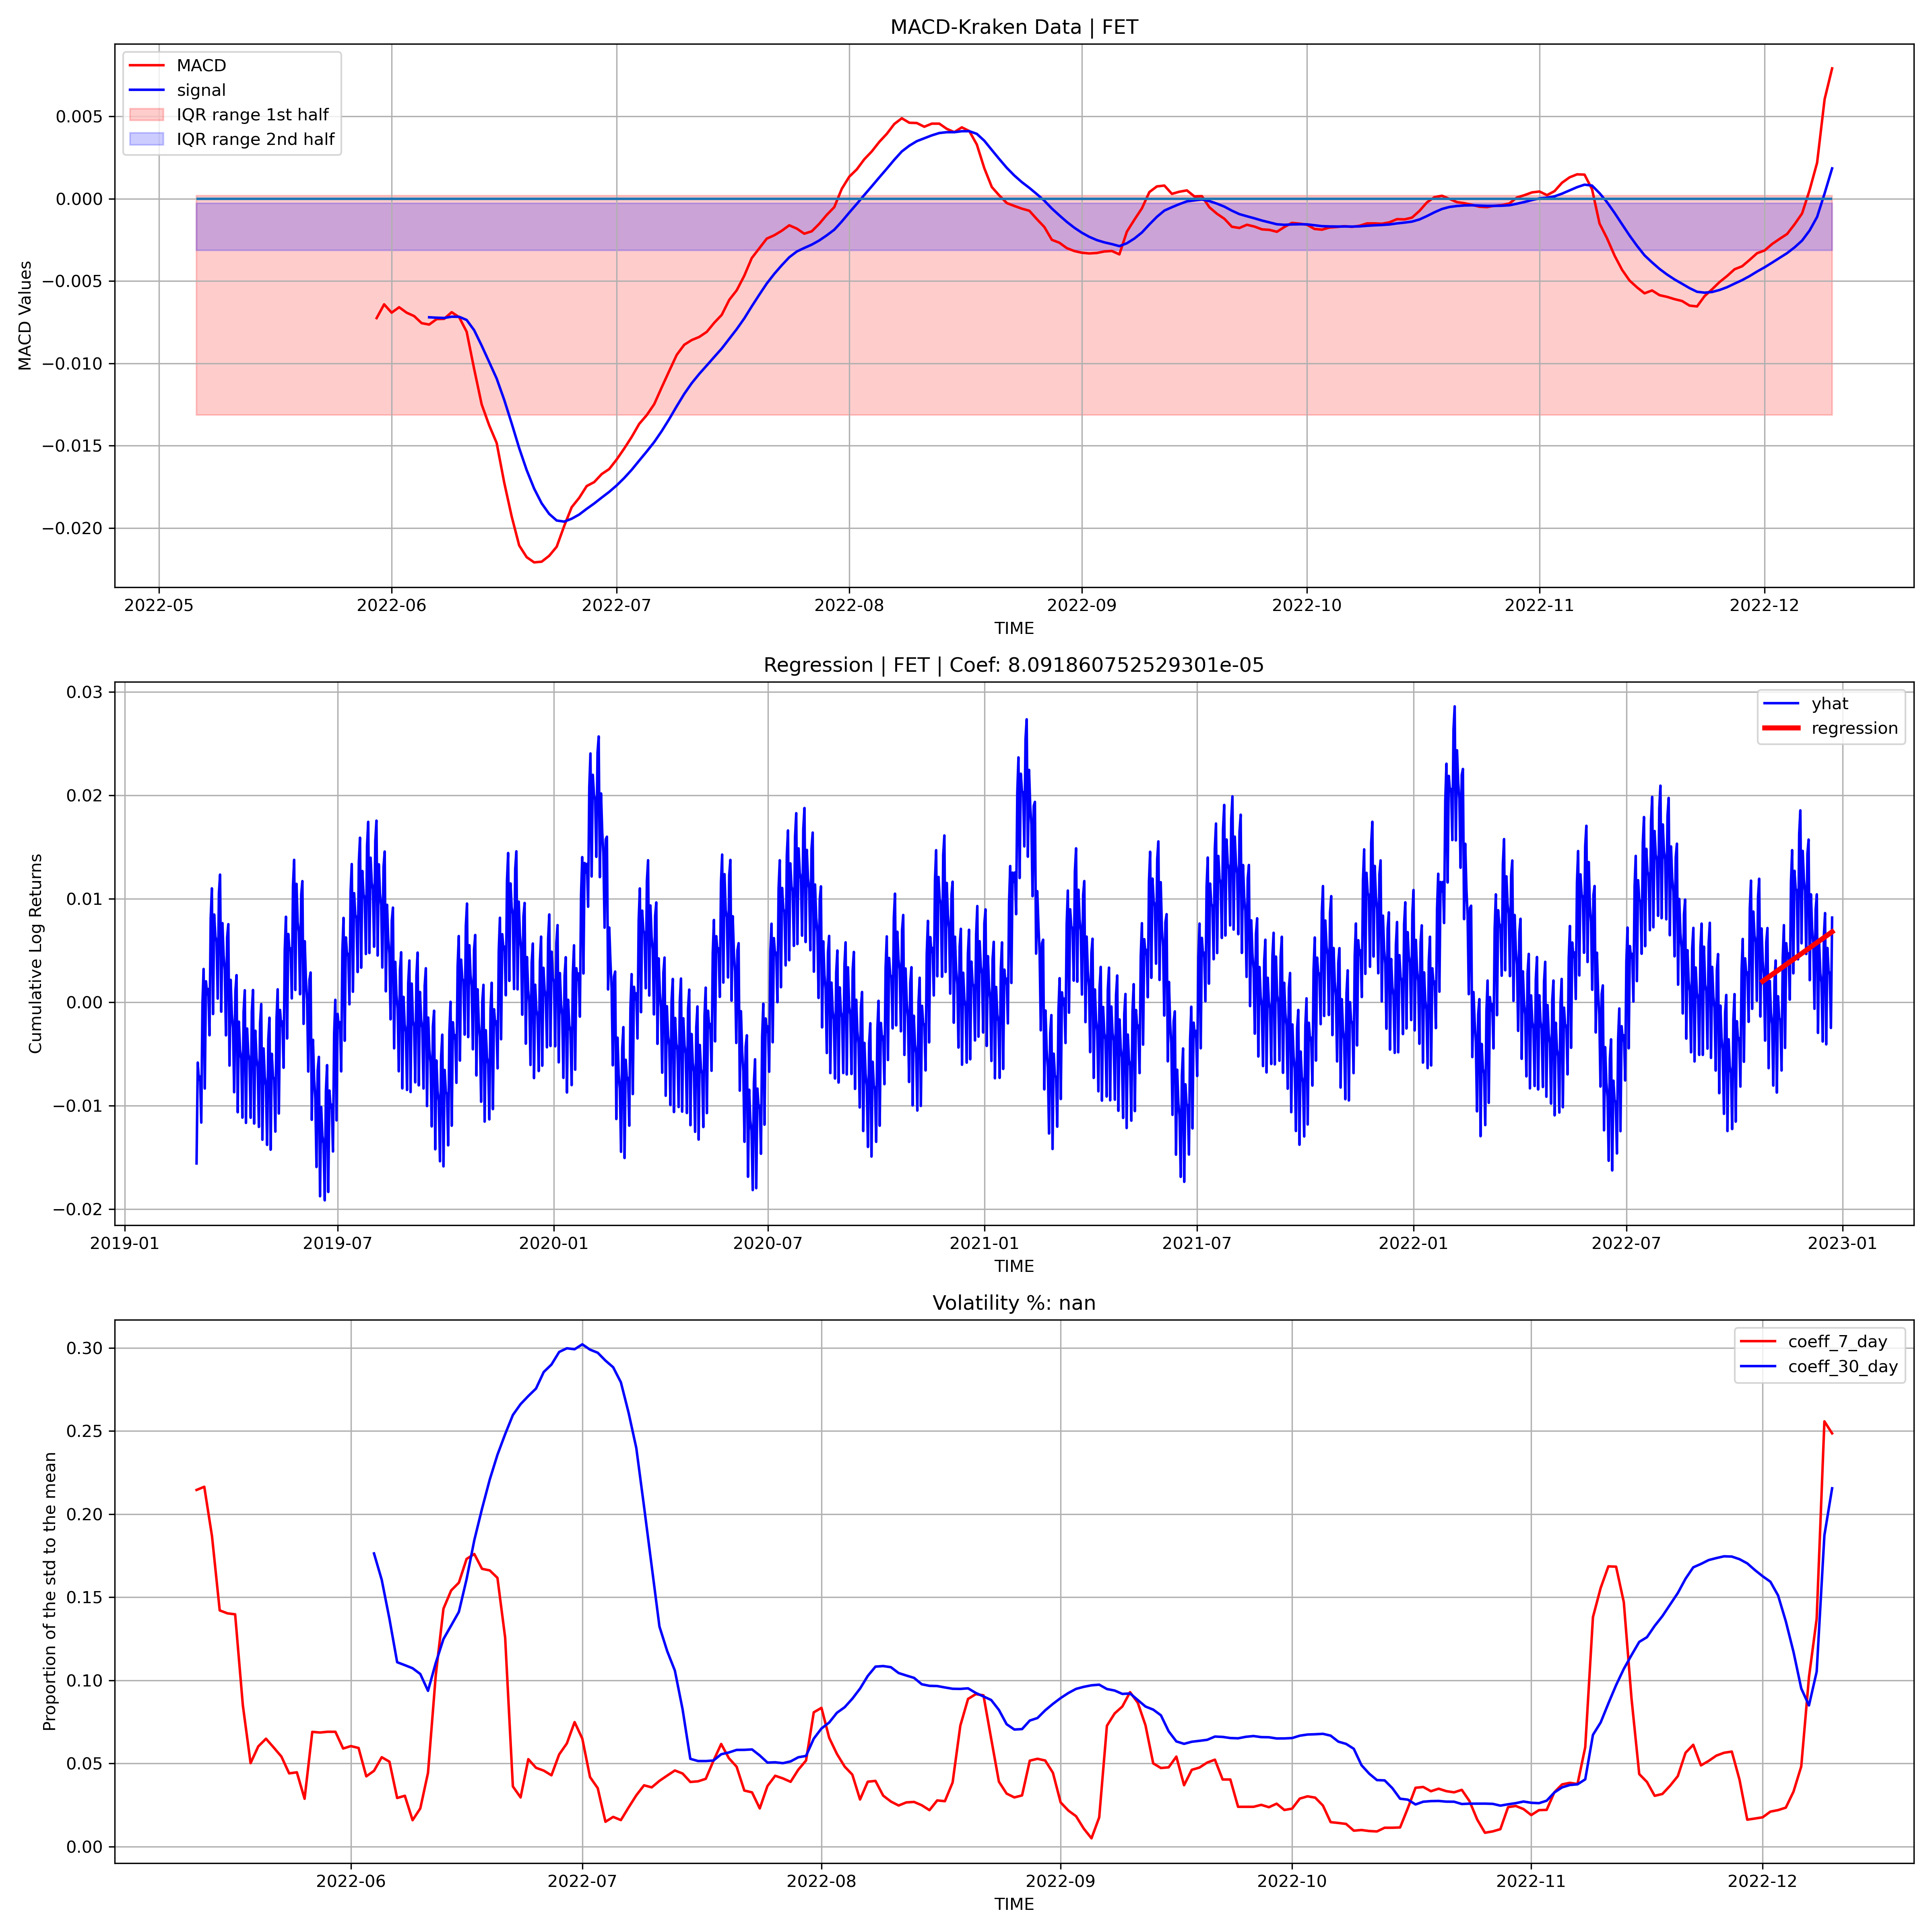 MACD-Kraken Data | FET
MACD
signal
IQR range 1st half
IQR range 2nd half
MACD Values
0.005
0.000
−0.005
−0.010
−0.015
−0.020
2022-05 2022-06 2022-07 2022-08 2022-09 2022-10 2022-11 2022-12
TIME
Regression | FET | Coef: 8.091860752529301e-05
yhat
regression
Cumulative Log Returns
0.03
0.02
0.01
0.00
−0.01
−0.02
2019-01 2019-07 2020-01 2020-07 2021-01 2021-07 2022-01 2022-07 2023-01
TIME
Volatility %: nan
coeff_7_day
coeff_30_day
Proportion of the std to the mean
0.30
0.25
0.20
0.15
0.10
0.05
0.00
2022-06 2022-07 2022-08 2022-09 2022-10 2022-11 2022-12
TIME